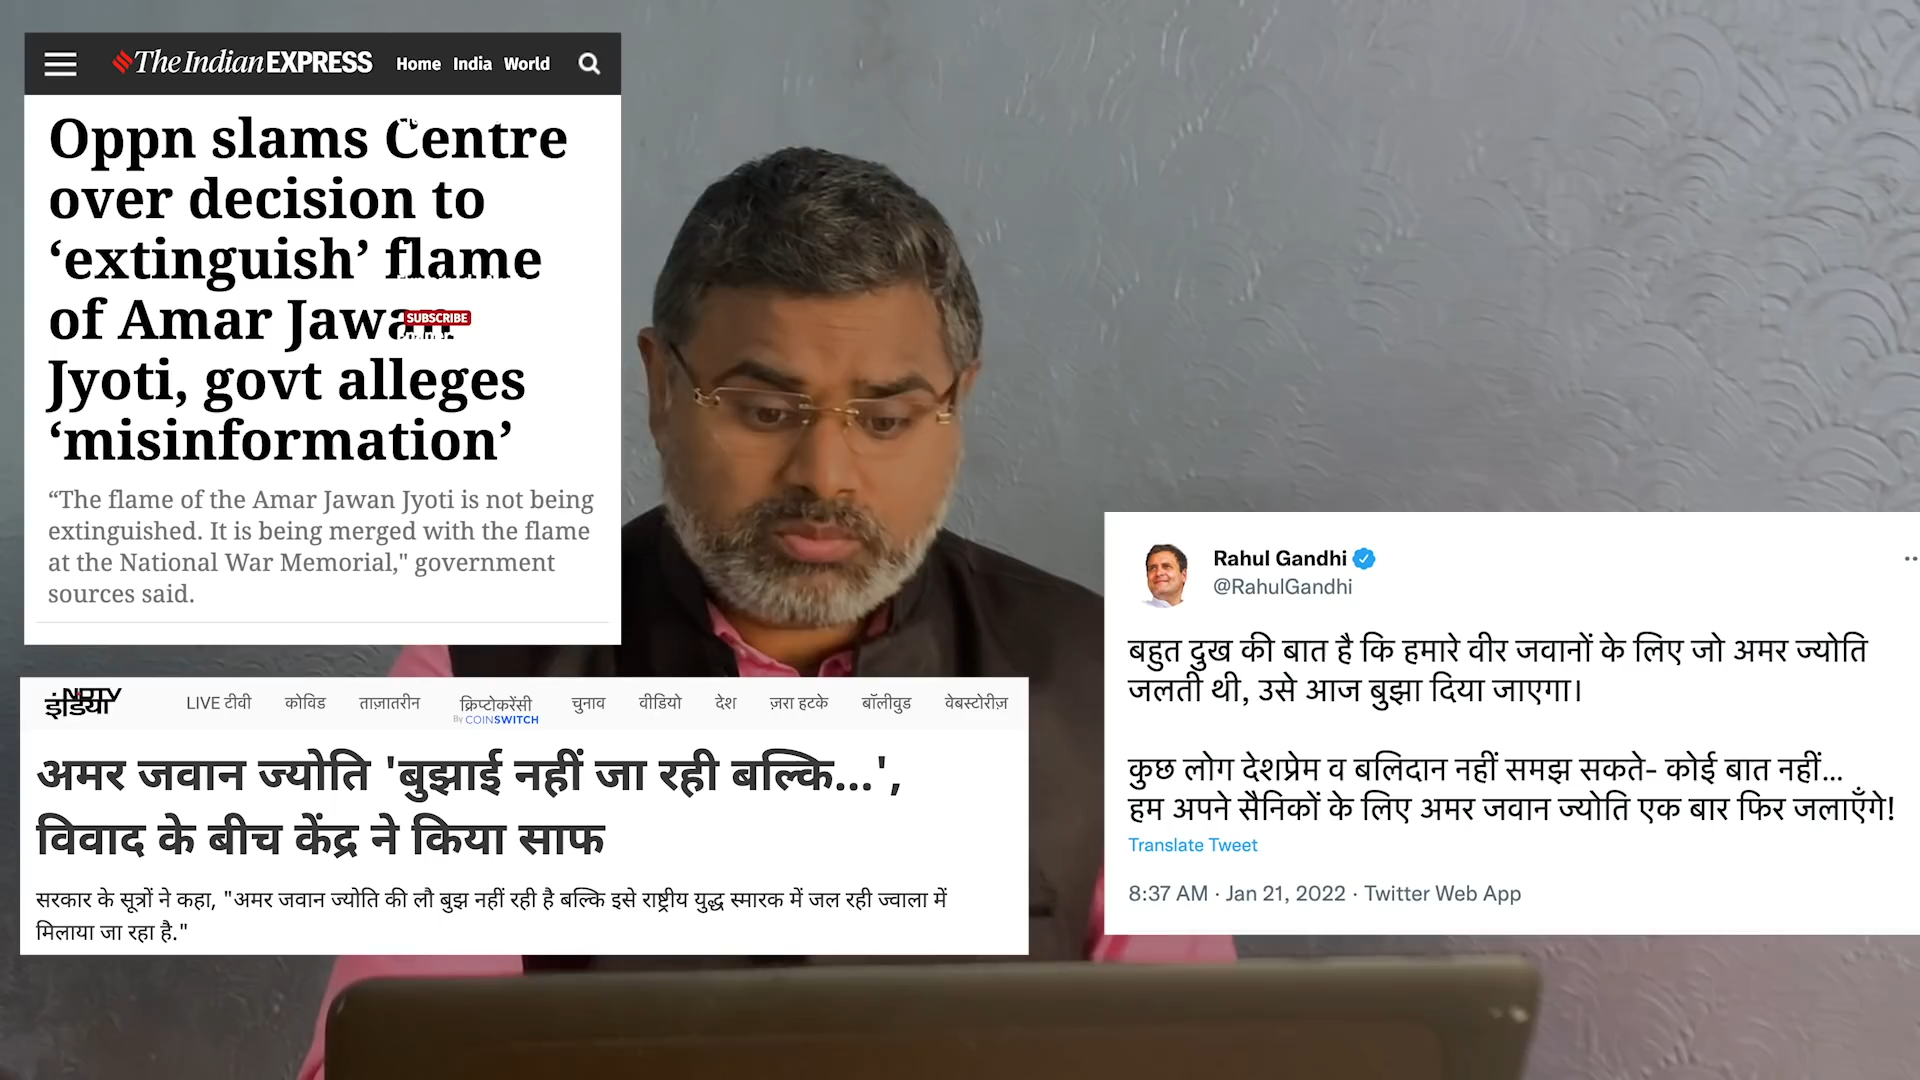 The Indian EXPRESS Home India World
Oppn slams Centre
over decision to
‘extinguish’ flame
of Amar Jawan
Jyoti, govt alleges
‘misinformation’
SUBSCRIBE
“The flame of the Amar Jawan Jyoti is not being
extinguished. It is being merged with the flame
at the National War Memorial," government
sources said.
NDTV
इंडिया
LIVE टीवी कोविड ताज़ातरीन क्रिप्टोकरेंसी चुनाव वीडियो देश ज़रा हटके बॉलीवुड वेबस्टोरीज़
By COINSWITCH
अमर जवान ज्योति 'बुझाई नहीं जा रही बल्कि...',
विवाद के बीच केंद्र ने किया साफ
सरकार के सूत्रों ने कहा, "अमर जवान ज्योति की लौ बुझ नहीं रही है बल्कि इसे राष्ट्रीय युद्ध स्मारक में जल रही ज्वाला में
मिलाया जा रहा है."
Rahul Gandhi
@RahulGandhi
बहुत दुख की बात है कि हमारे वीर जवानों के लिए जो अमर ज्योति
जलती थी, उसे आज बुझा दिया जाएगा।
कुछ लोग देशप्रेम व बलिदान नहीं समझ सकते- कोई बात नहीं...
हम अपने सैनिकों के लिए अमर जवान ज्योति एक बार फिर जलाएँगे!
Translate Tweet
8:37 AM · Jan 21, 2022 · Twitter Web App